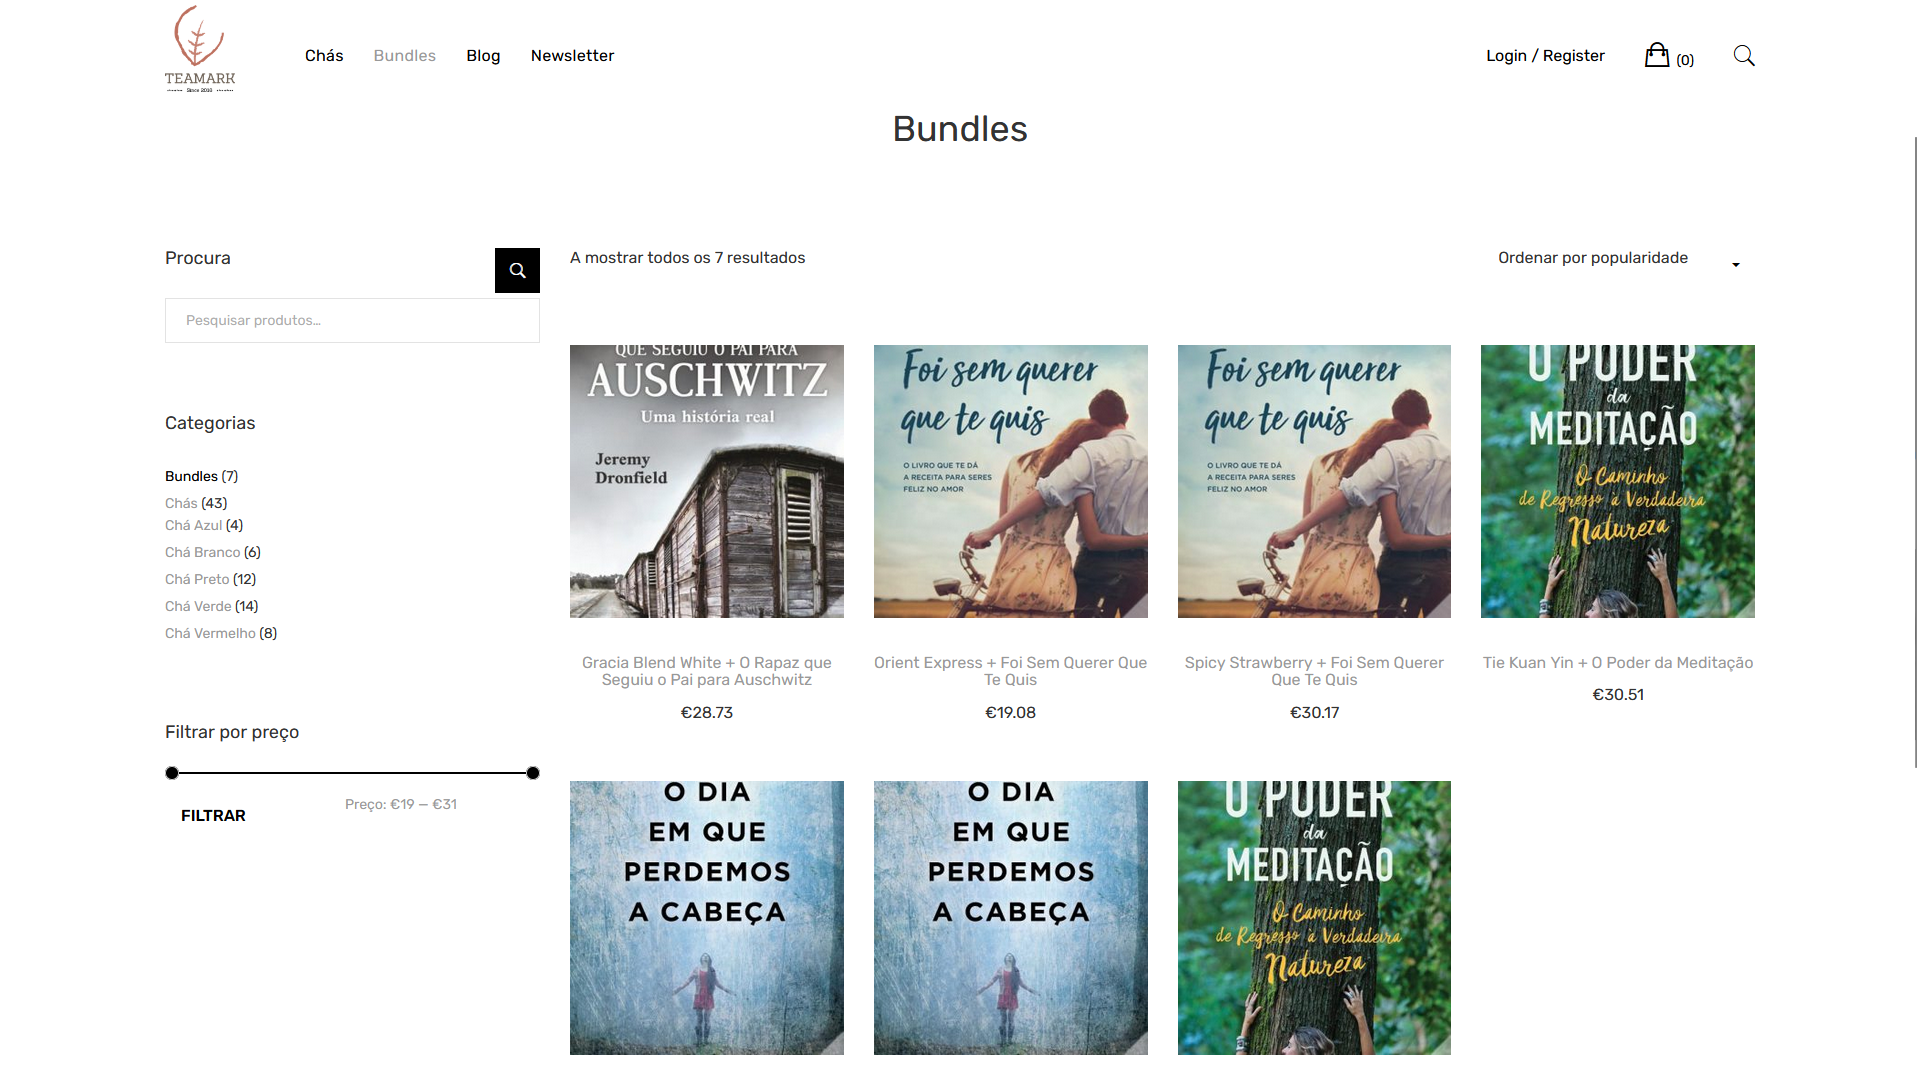 TEAMARK
Since 2016
Chás
Bundles
Blog
Newsletter
Login / Register
(0)
Bundles
Procura
Pesquisar produtos...
Categorias
Bundles (7)
Chás (43)
Chá Azul (4)
Chá Branco (6)
Chá Preto (12)
Chá Verde (14)
Chá Vermelho (8)
Filtrar por preço
Preço: €19 — €31
FILTRAR
A mostrar todos os 7 resultados
Ordenar por popularidade
QUE SEGUIU O PAI PARA
AUSCHWITZ
Uma história real
Jeremy
Dronfield
Gracia Blend White + O Rapaz que
Seguiu o Pai para Auschwitz
€28.73
Foi sem querer
que te quis
O LIVRO QUE TE DÁ
A RECEITA PARA SERES
FELIZ NO AMOR
Orient Express + Foi Sem Querer Que
Te Quis
€19.08
Foi sem querer
que te quis
O LIVRO QUE TE DÁ
A RECEITA PARA SERES
FELIZ NO AMOR
Spicy Strawberry + Foi Sem Querer
Que Te Quis
€30.17
O PODER
da
MEDITAÇÃO
O Caminho
de Regresso à Verdadeira
Natureza
Tie Kuan Yin + O Poder da Meditação
€30.51
O DIA
EM QUE
PERDEMOS
A CABEÇA
O DIA
EM QUE
PERDEMOS
A CABEÇA
O PODER
da
MEDITAÇÃO
O Caminho
de Regresso à Verdadeira
Natureza